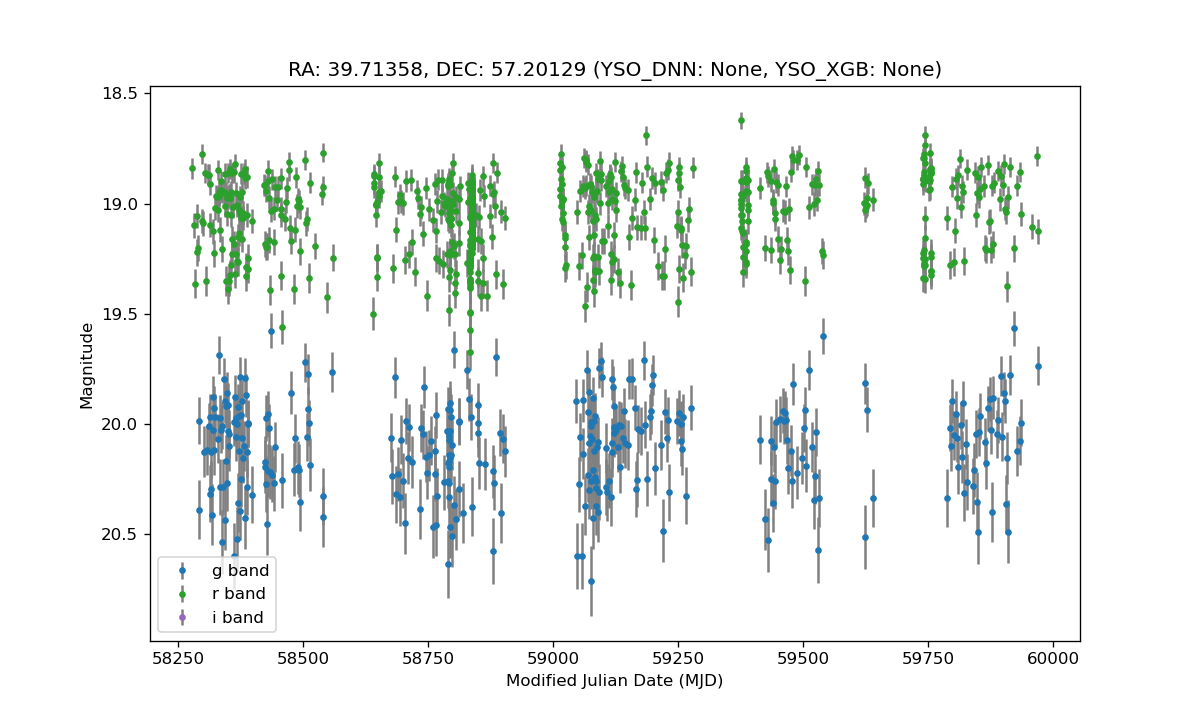 RA: 39.71358, DEC: 57.20129 (YSO_DNN: None, YSO_XGB: None)
18.5
19.0
19.5
20.0
20.5
Magnitude
g band
r band
i band
58250 58500 58750 59000 59250 59500 59750 60000
Modified Julian Date (MJD)